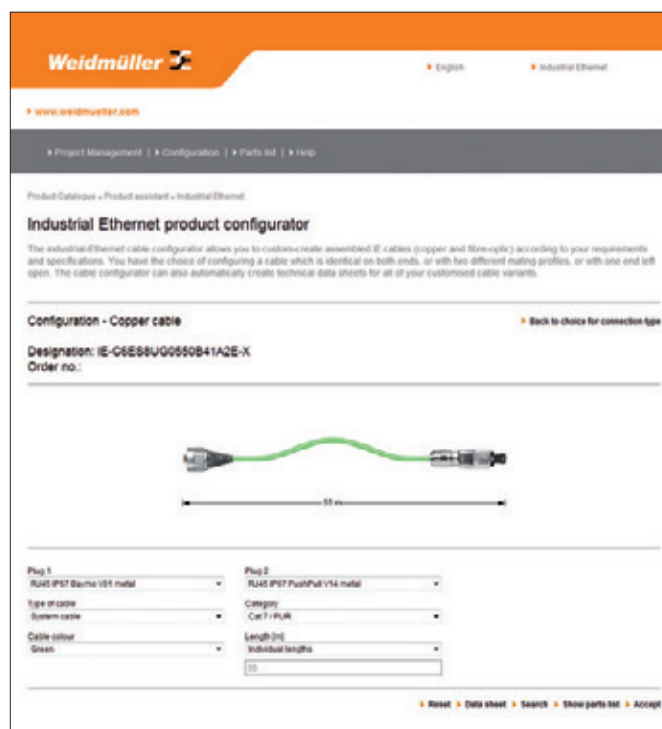 Weidmüller
English
Industrial Ethernet
www.weidmueller.com
Project Management | Configuration | Parts list | Help
Product Catalogue » Product assistant » Industrial Ethernet
Industrial Ethernet product configurator
The industrial-Ethernet cable configurator allows you to custom-create assembled IE cables (copper and fibre-optic) according to your requirements
and specifications. You have the choice of configuring a cable which is identical on both ends, or with two different mating profiles, or with one end left
open. The cable configurator can also automatically create technical data sheets for all of your customised cable variants.
Configuration - Copper cable
Back to choice for connection type
Designation: IE-C6ES8UG0550B41A2E-X
Order no.:
55 m
Plug 1
Plug 2
RJ45 IP67 Bayno V01 metal
RJ45 IP67 PushPull V14 metal
Type of cable
Category
System cable
Cat 7 / PUR
Cable colour
Length [m]
Green
Individual lengths
55
Reset
Data sheet
Search
Show parts list
Accept